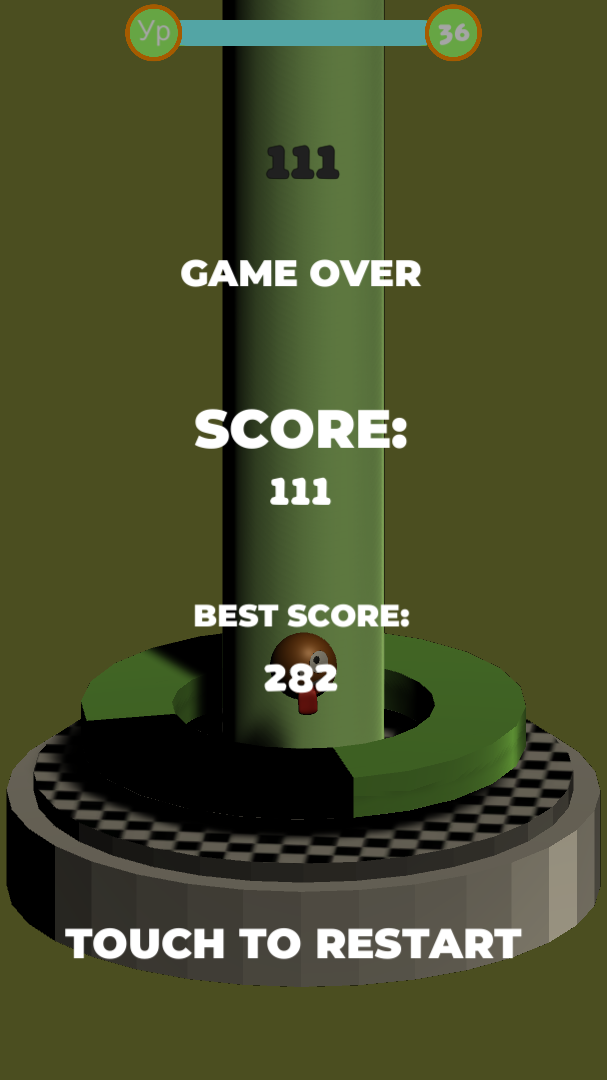 Ур 36
111
GAME OVER
SCORE:
111
BEST SCORE:
282
TOUCH TO RESTART